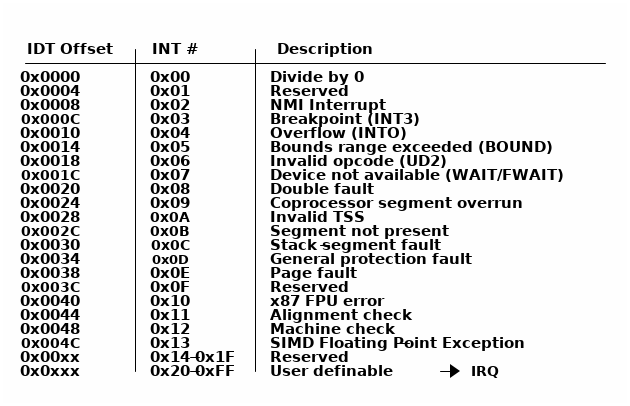 IDT Offset INT # Description
0x0000 0x00 Divide by 0
0x0004 0x01 Reserved
0x0008 0x02 NMI Interrupt
0x000C 0x03 Breakpoint (INT3)
0x0010 0x04 Overflow (INTO)
0x0014 0x05 Bounds range exceeded (BOUND)
0x0018 0x06 Invalid opcode (UD2)
0x001C 0x07 Device not available (WAIT/FWAIT)
0x0020 0x08 Double fault
0x0024 0x09 Coprocessor segment overrun
0x0028 0x0A Invalid TSS
0x002C 0x0B Segment not present
0x0030 0x0C Stack-segment fault
0x0034 0x0D General protection fault
0x0038 0x0E Page fault
0x003C 0x0F Reserved
0x0040 0x10 x87 FPU error
0x0044 0x11 Alignment check
0x0048 0x12 Machine check
0x004C 0x13 SIMD Floating-Point Exception
0x00xx 0x14-0x1F Reserved
0x0xxx 0x20-0xFF User definable → IRQ